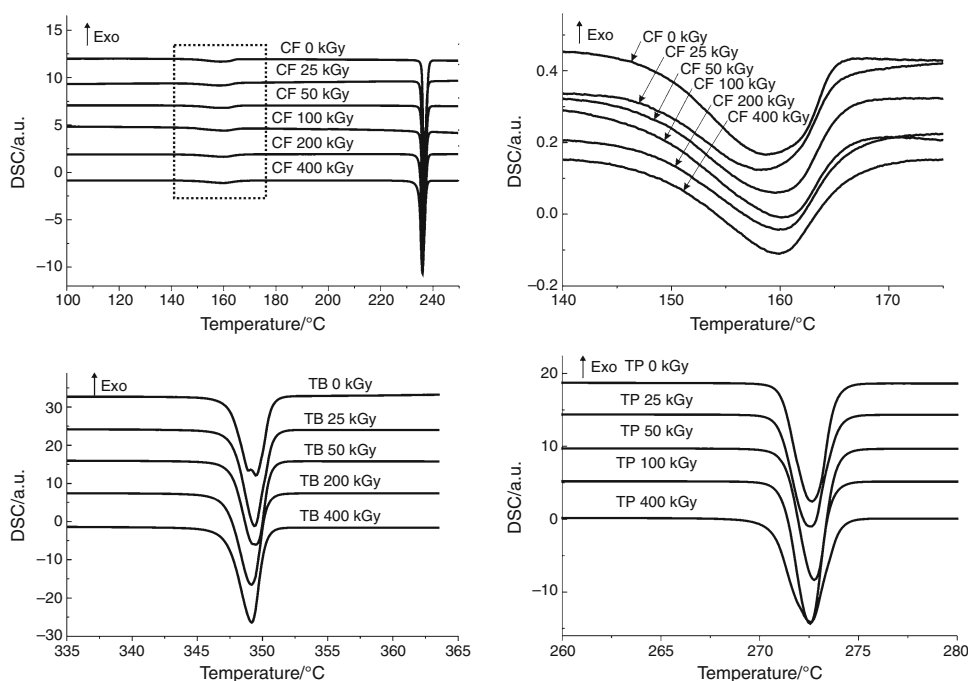 15
Exo
10
5
0
–5
–10
DSC/a.u.
CF 0 kGy
CF 25 kGy
CF 50 kGy
CF 100 kGy
CF 200 kGy
CF 400 kGy
100 120 140 160 180 200 220 240
Temperature/°C
Exo
0.4
0.2
0.0
–0.2
DSC/a.u.
CF 0 kGy
CF 25 kGy
CF 50 kGy
CF 100 kGy
CF 200 kGy
CF 400 kGy
140 150 160 170
Temperature/°C
Exo
30
20
10
0
–10
–20
–30
DSC/a.u.
TB 0 kGy
TB 25 kGy
TB 50 kGy
TB 200 kGy
TB 400 kGy
335 340 345 350 355 360 365
Temperature/°C
Exo
20
10
0
–10
DSC/a.u.
TP 0 kGy
TP 25 kGy
TP 50 kGy
TP 100 kGy
TP 400 kGy
260 265 270 275 280
Temperature/°C